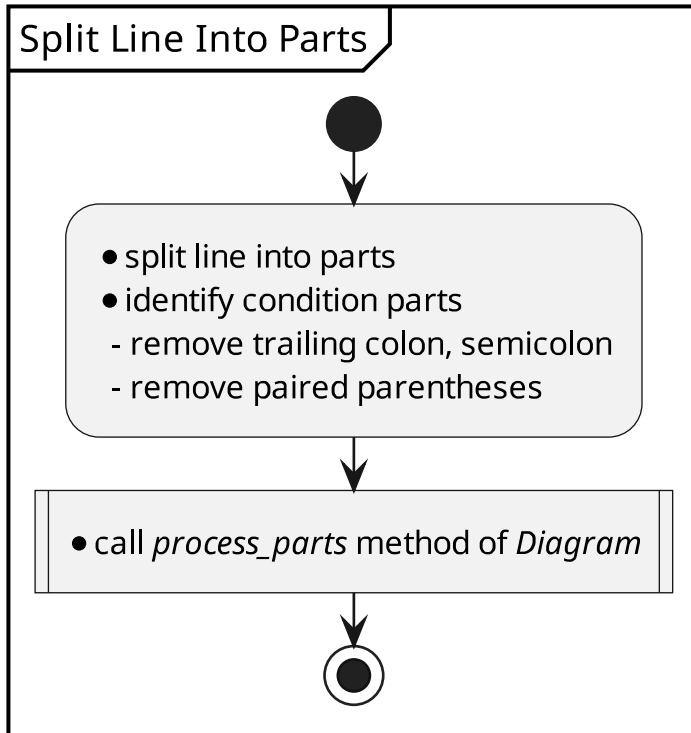 Split Line Into Parts
• split line into parts
• identify condition parts
- remove trailing colon, semicolon
- remove paired parentheses
• call process_parts method of Diagram